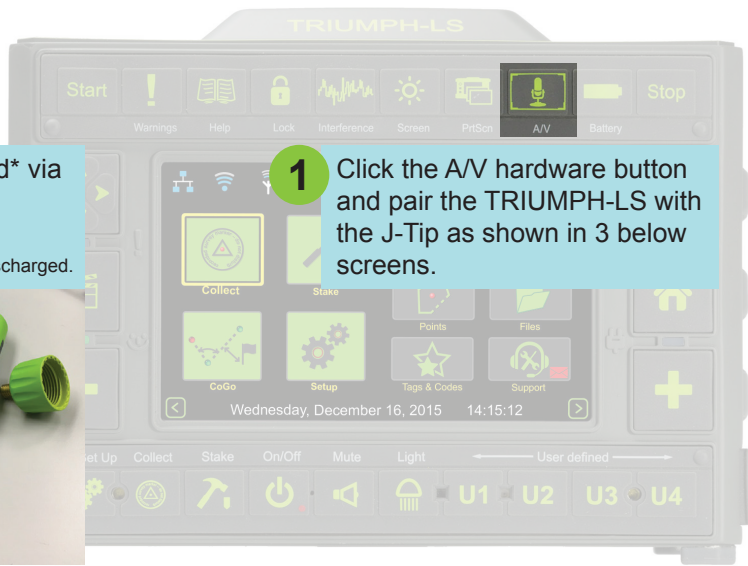 TRIUMPH-LS
Start
Stop
Warnings
Help
Lock
Interference
Screen
PrtScn
A/V
Battery
d* via
charged.
1
Click the A/V hardware button
and pair the TRIUMPH-LS with
the J-Tip as shown in 3 below
screens.
Collect
Stake
Points
Files
CoGo
Setup
Tags & Codes
Support
Wednesday, December 16, 2015 14:15:12
et Up
Collect
Stake
On/Off
Mute
Light
User defined
U1
U2
U3
U4